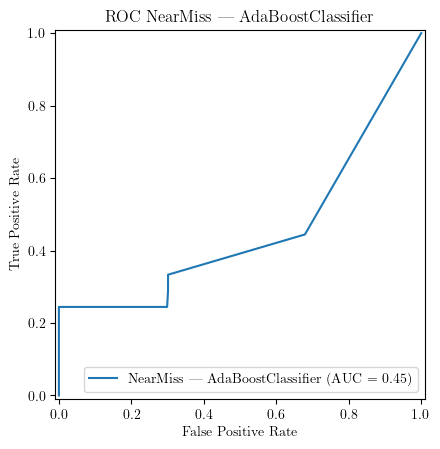 ROC NearMiss — AdaBoostClassifier
1.0
0.8
0.6
0.4
0.2
0.0
True Positive Rate
NearMiss — AdaBoostClassifier (AUC = 0.45)
0.0 0.2 0.4 0.6 0.8 1.0
False Positive Rate